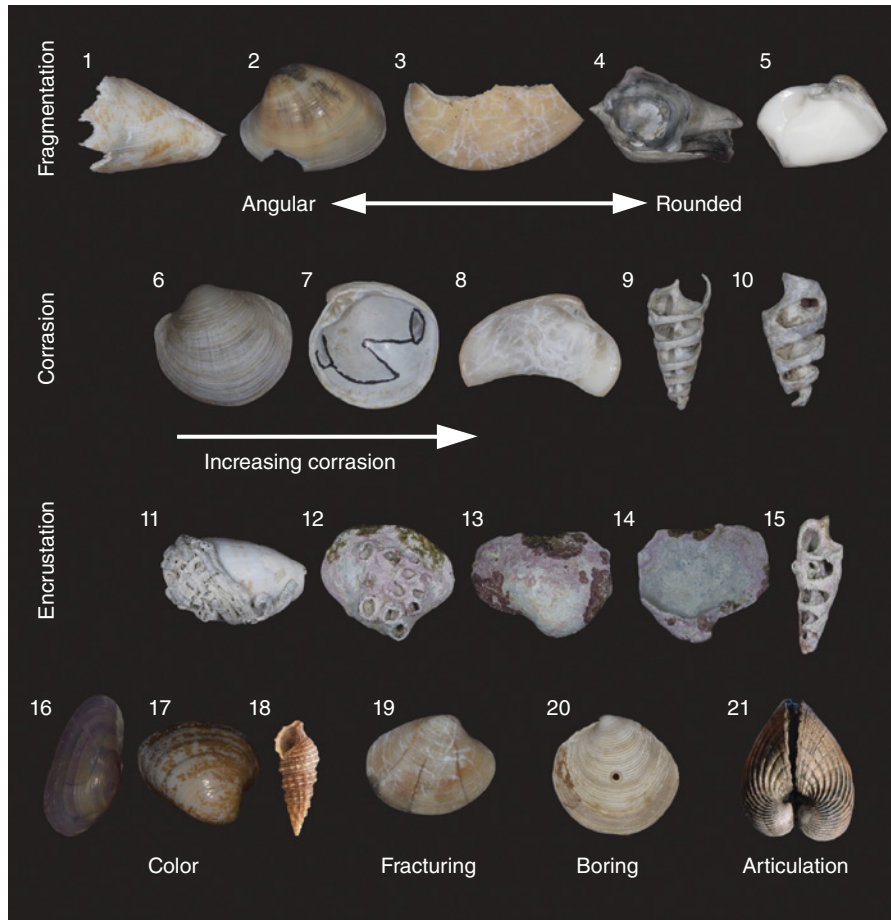 Fragmentation
1 2 3 4 5
Angular Rounded
Corrasion
6 7 8 9 10
Increasing corrasion
Encrustation
11 12 13 14 15
16 17 18 19 20 21
Color Fracturing Boring Articulation